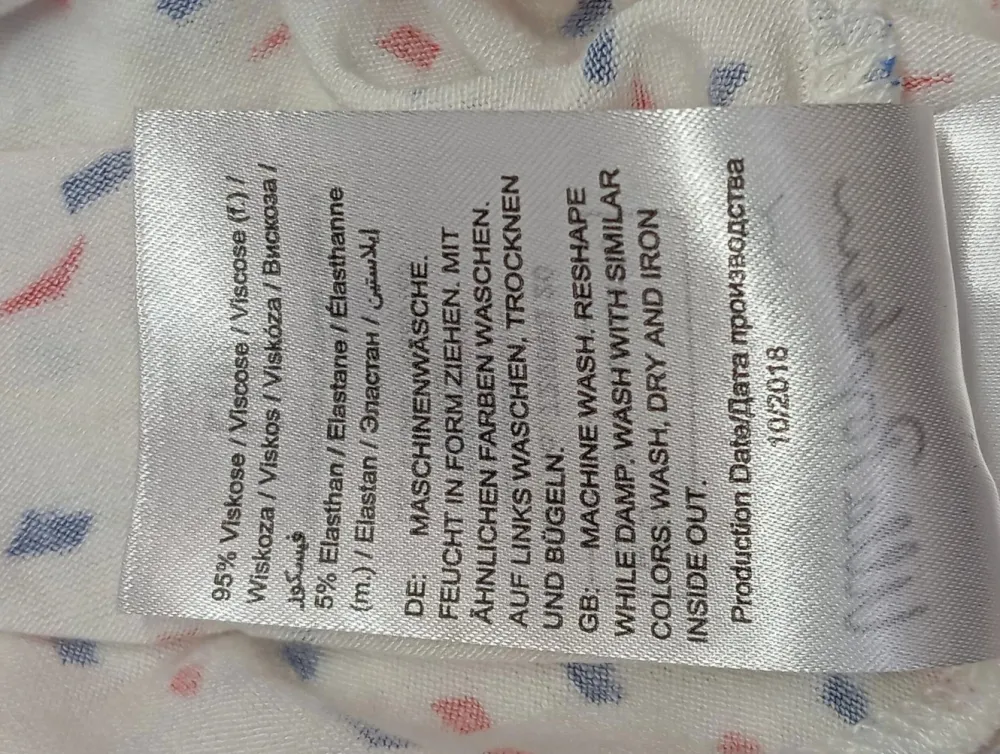 95% Viskose / Viscose / Viscose / Viscose (f.) /
Wiskoza / Viskos / Viskóza / Вискоза /
فيسكوز
5% Elasthan / Elastane / Élasthanne
(m.) / Elastan / Эластан / إيلاستين
DE: MASCHINENWÄSCHE.
FEUCHT IN FORM ZIEHEN. MIT
ÄHNLICHEN FARBEN WASCHEN.
AUF LINKS WASCHEN, TROCKNEN
UND BÜGELN.
GB: MACHINE WASH. RESHAPE
WHILE DAMP. WASH WITH SIMILAR
COLORS. WASH, DRY AND IRON
INSIDE OUT.
Production Date/Дата производства
10/2018